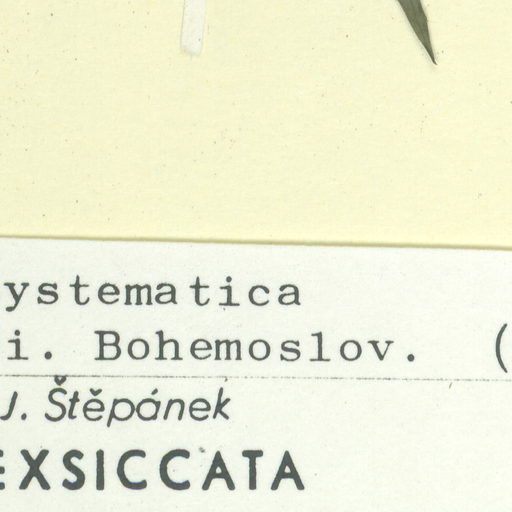 ystematica
i. Bohemoslov. (
J. Štěpánek
EXSICCATA